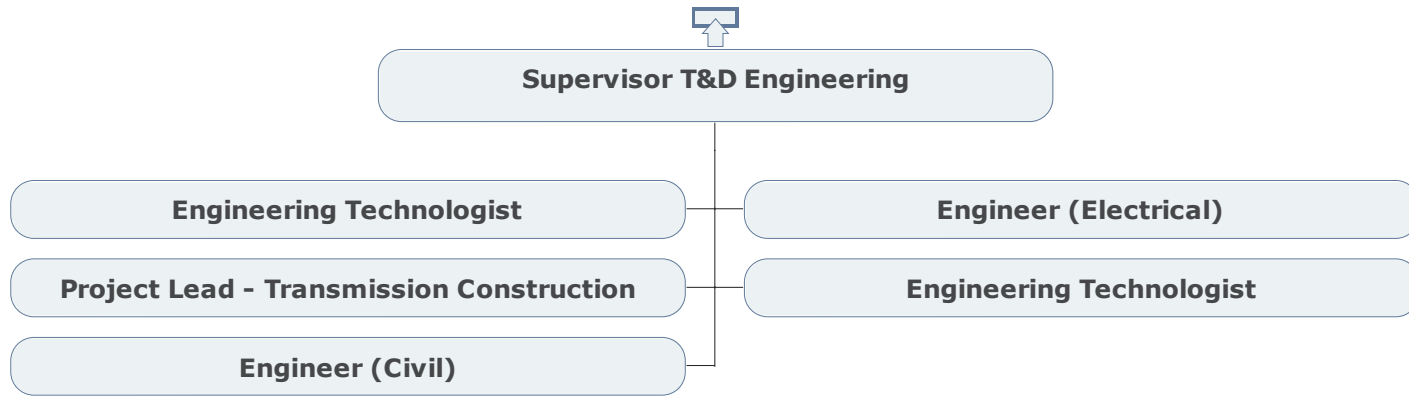 Supervisor T&D Engineering
Engineering Technologist
Engineer (Electrical)
Project Lead - Transmission Construction
Engineering Technologist
Engineer (Civil)